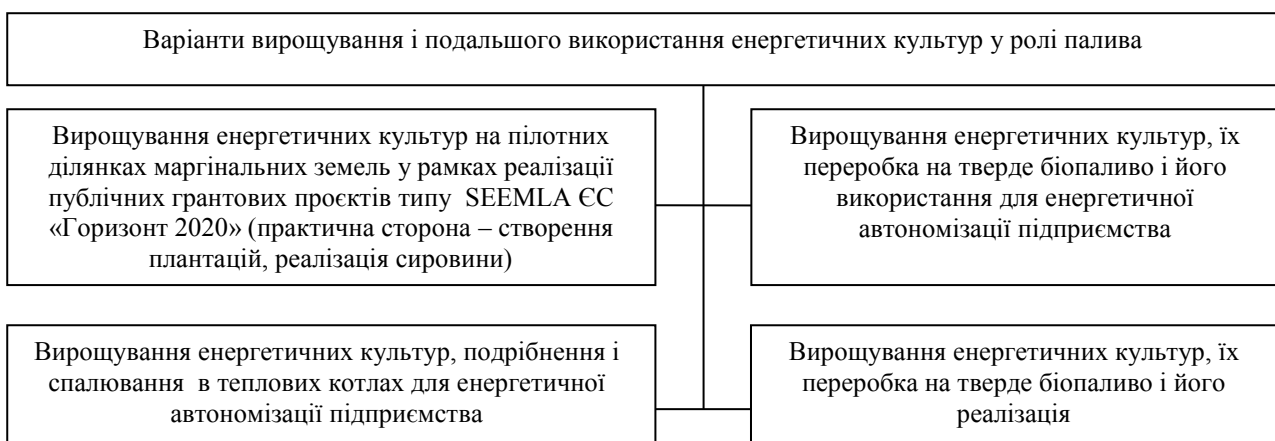 Варіанти вирощування і подальшого використання енергетичних культур у ролі палива
Вирощування енергетичних культур на пілотних
ділянках маргінальних земель у рамках реалізації
публічних грантових проєктів типу SEEMLA ЄС
«Горизонт 2020» (практична сторона – створення
плантацій, реалізація сировини)
Вирощування енергетичних культур, їх
переробка на тверде біопаливо і його
використання для енергетичної
автономізації підприємства
Вирощування енергетичних культур, подрібнення і
спалювання в теплових котлах для енергетичної
автономізації підприємства
Вирощування енергетичних культур, їх
переробка на тверде біопаливо і його
реалізація